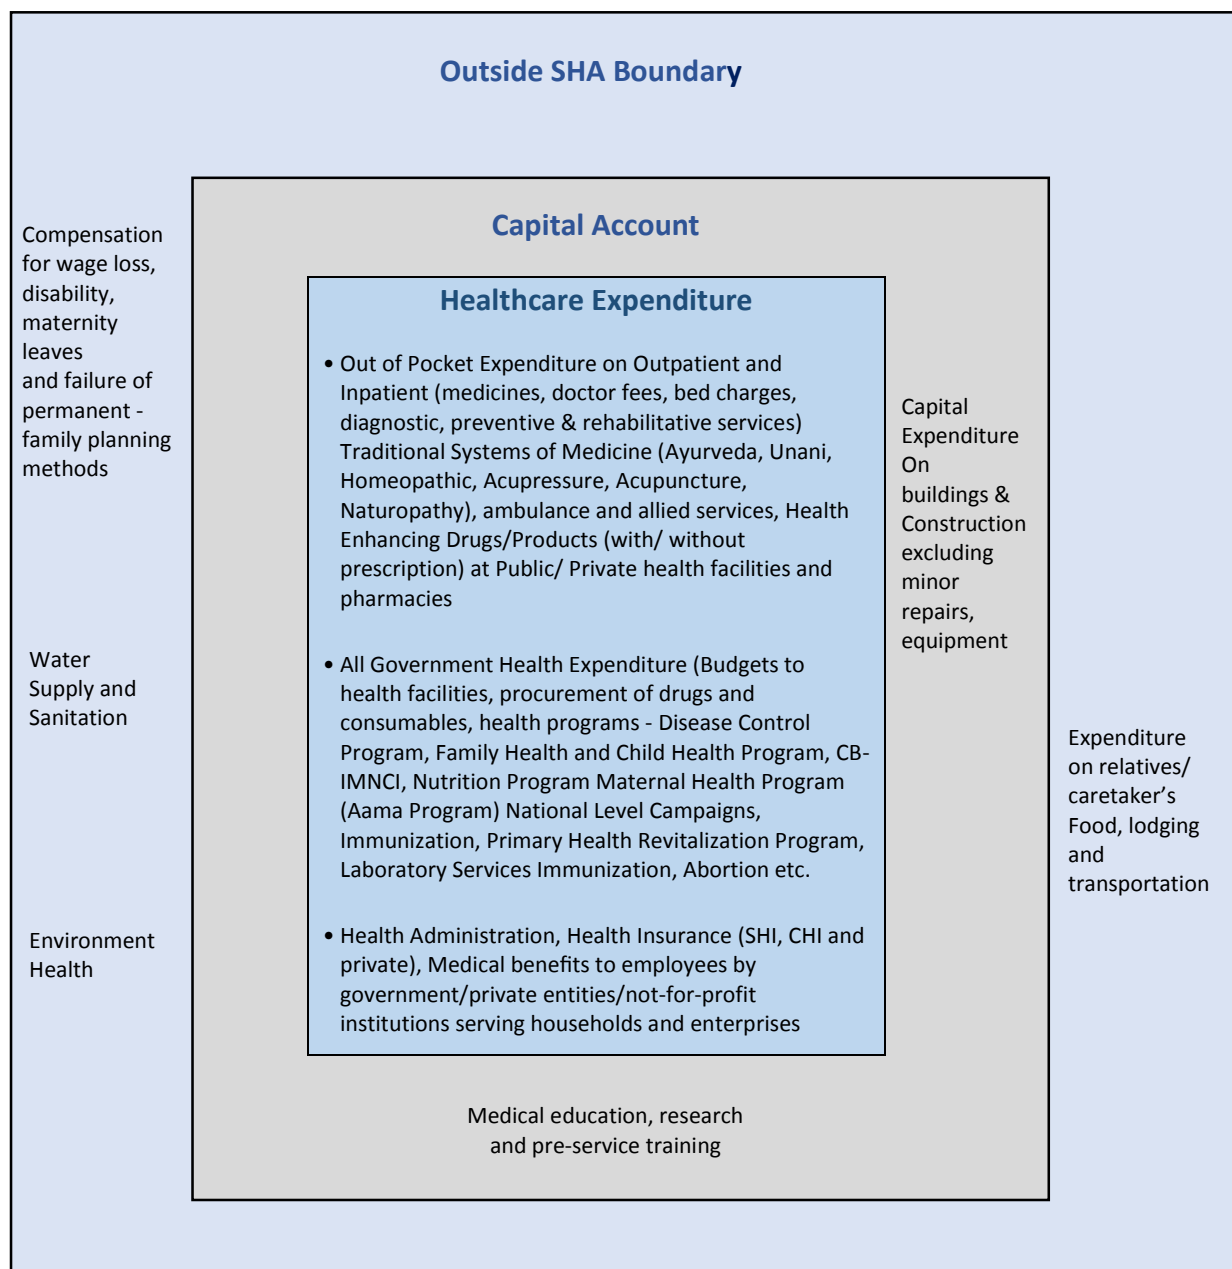 Outside SHA Boundary
Capital Account
Compensation
for wage loss,
disability,
maternity
leaves
and failure of
permanent -
family planning
methods
Water
Supply and
Sanitation
Environment
Health
Healthcare Expenditure
• Out of Pocket Expenditure on Outpatient and
Inpatient (medicines, doctor fees, bed charges,
diagnostic, preventive & rehabilitative services)
Traditional Systems of Medicine (Ayurveda, Unani,
Homeopathic, Acupressure, Acupuncture,
Naturopathy), ambulance and allied services, Health
Enhancing Drugs/Products (with/ without
prescription) at Public/ Private health facilities and
pharmacies
• All Government Health Expenditure (Budgets to
health facilities, procurement of drugs and
consumables, health programs - Disease Control
Program, Family Health and Child Health Program, CB-
IMNCI, Nutrition Program Maternal Health Program
(Aama Program) National Level Campaigns,
Immunization, Primary Health Revitalization Program,
Laboratory Services Immunization, Abortion etc.
• Health Administration, Health Insurance (SHI, CHI and
private), Medical benefits to employees by
government/private entities/not-for-profit
institutions serving households and enterprises
Capital
Expenditure
On
buildings &
Construction
excluding
minor
repairs,
equipment
Expenditure
on relatives/
caretaker’s
Food, lodging
and
transportation
Medical education, research
and pre-service training